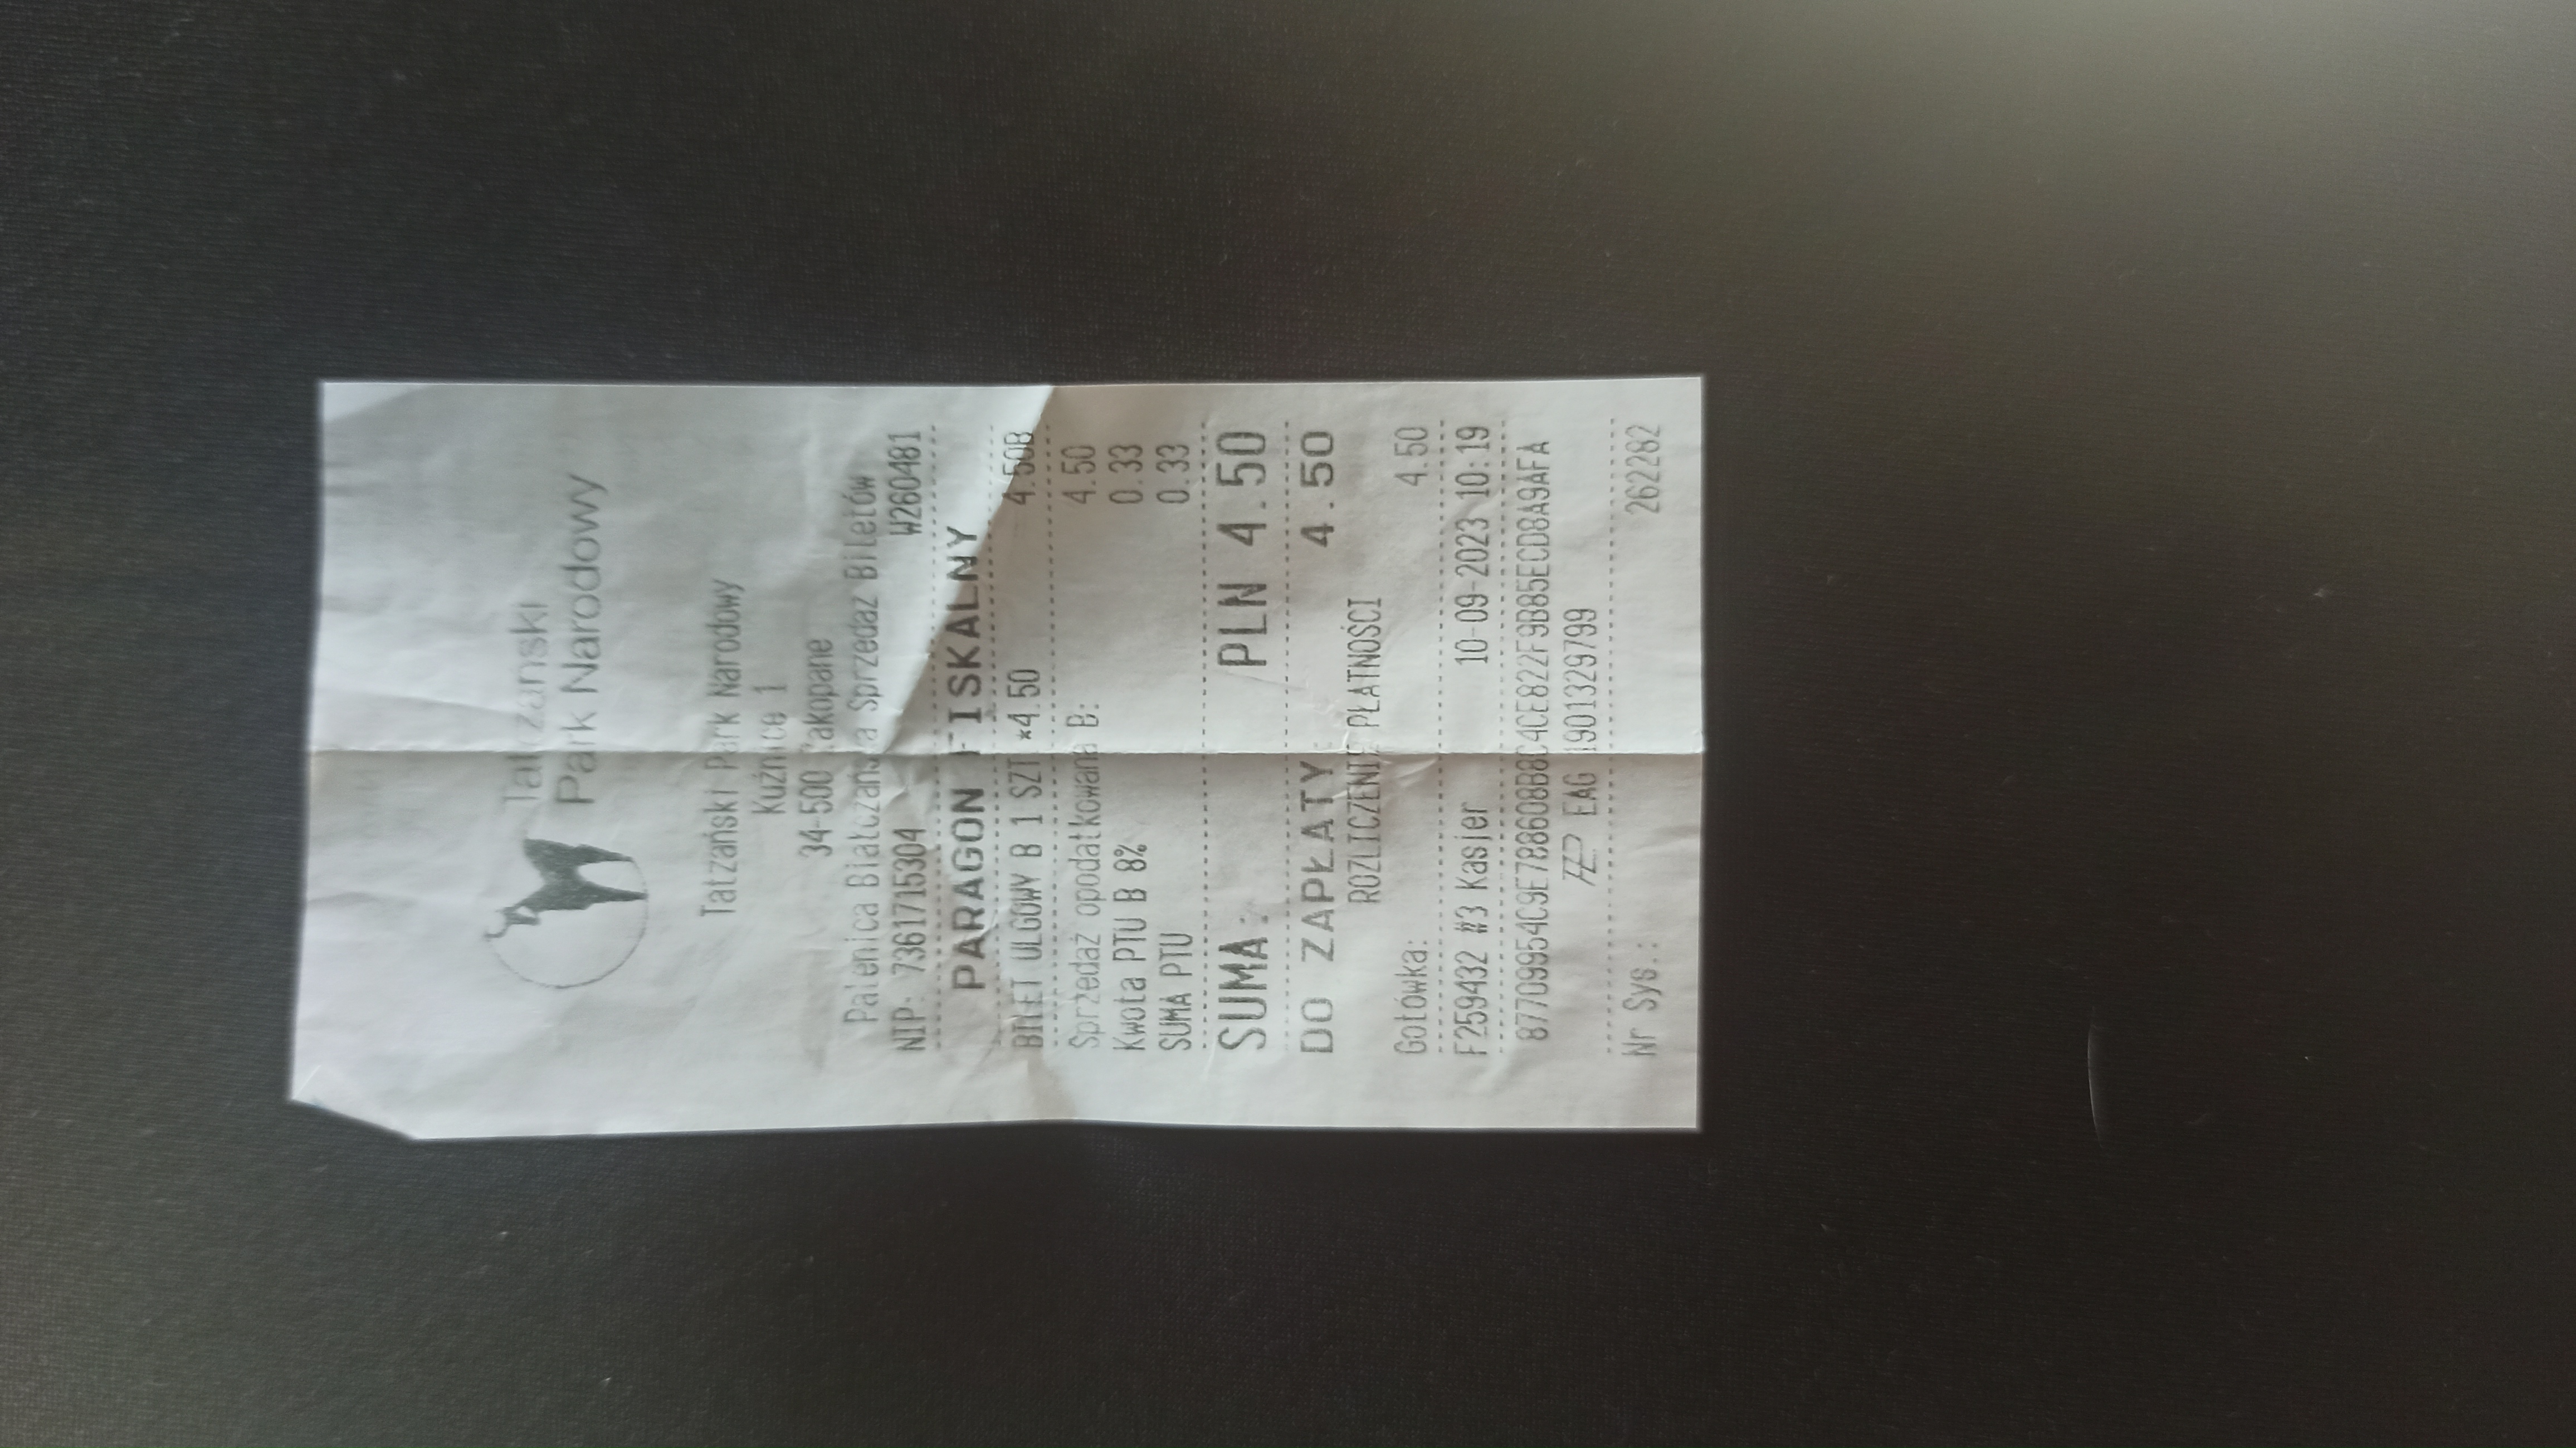 Tatrzański
Park Narodowy
Tatzański Park Narodowy
Kuźnice 1
34-500 Zakopane
Palenica Białczańska Sprzedaż Biletów
NIP: 7361715304 W260481
PARAGON FISKALNY
BILET ULGOWY B 1 SZT *4.50 4.50B
Sprzedaż opodatkowana B: 4.50
Kwota PTU B 8% 0.33
SUMA PTU 0.33
SUMA: PLN 4.50
DO ZAPŁATY: 4.50
ROZLICZENIE PŁATNOŚCI
Gotówka: 4.50
F259432 #3 Kasjer 10-09-2023 10:19
87709954C9E788608B8C4CE822F9B85ECD8A9AFA
EAG 1901329799
Nr Sys.: 262282